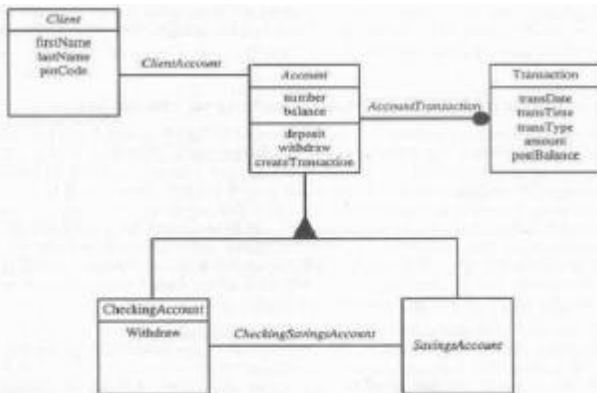 Client
firstName
lastName
pinCode
ClientAccount
Account
number
balance
deposit
withdraw
createTransaction
AccountTransaction
Transaction
transDate
transTime
transType
amount
postBalance
CheckingAccount
Withdraw
CheckingSavingsAccount
SavingsAccount